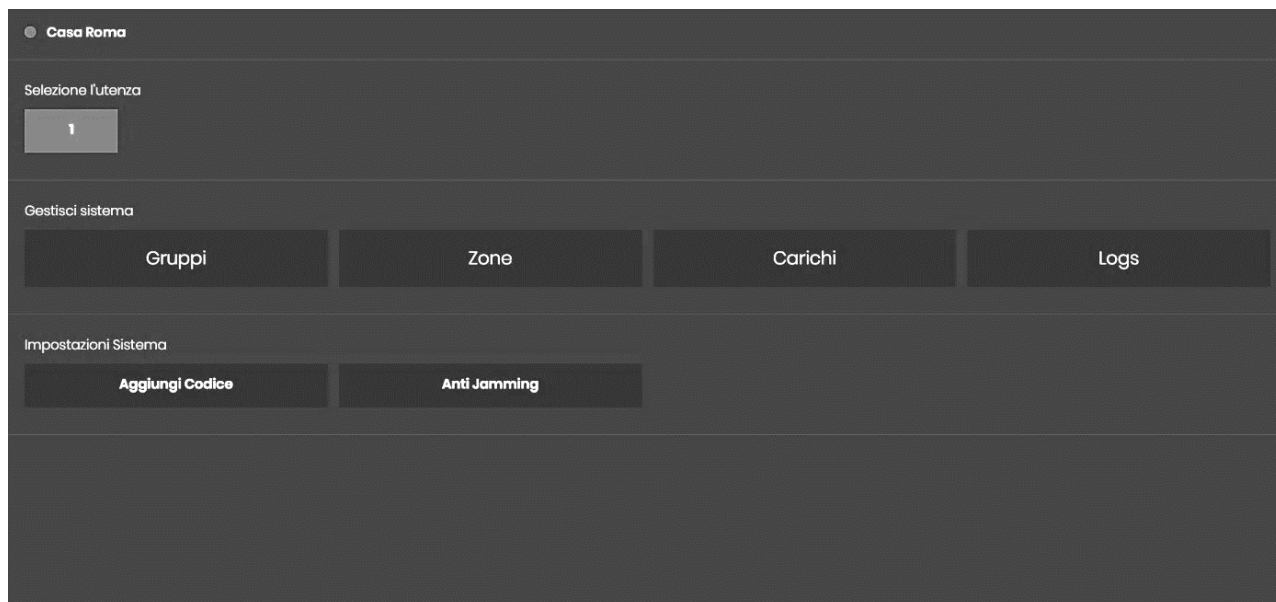 Casa Roma
Selezione l'utenza
1
Gestisci sistema
Gruppi Zone Carichi Logs
Impostazioni Sistema
Aggiungi Codice Anti Jamming